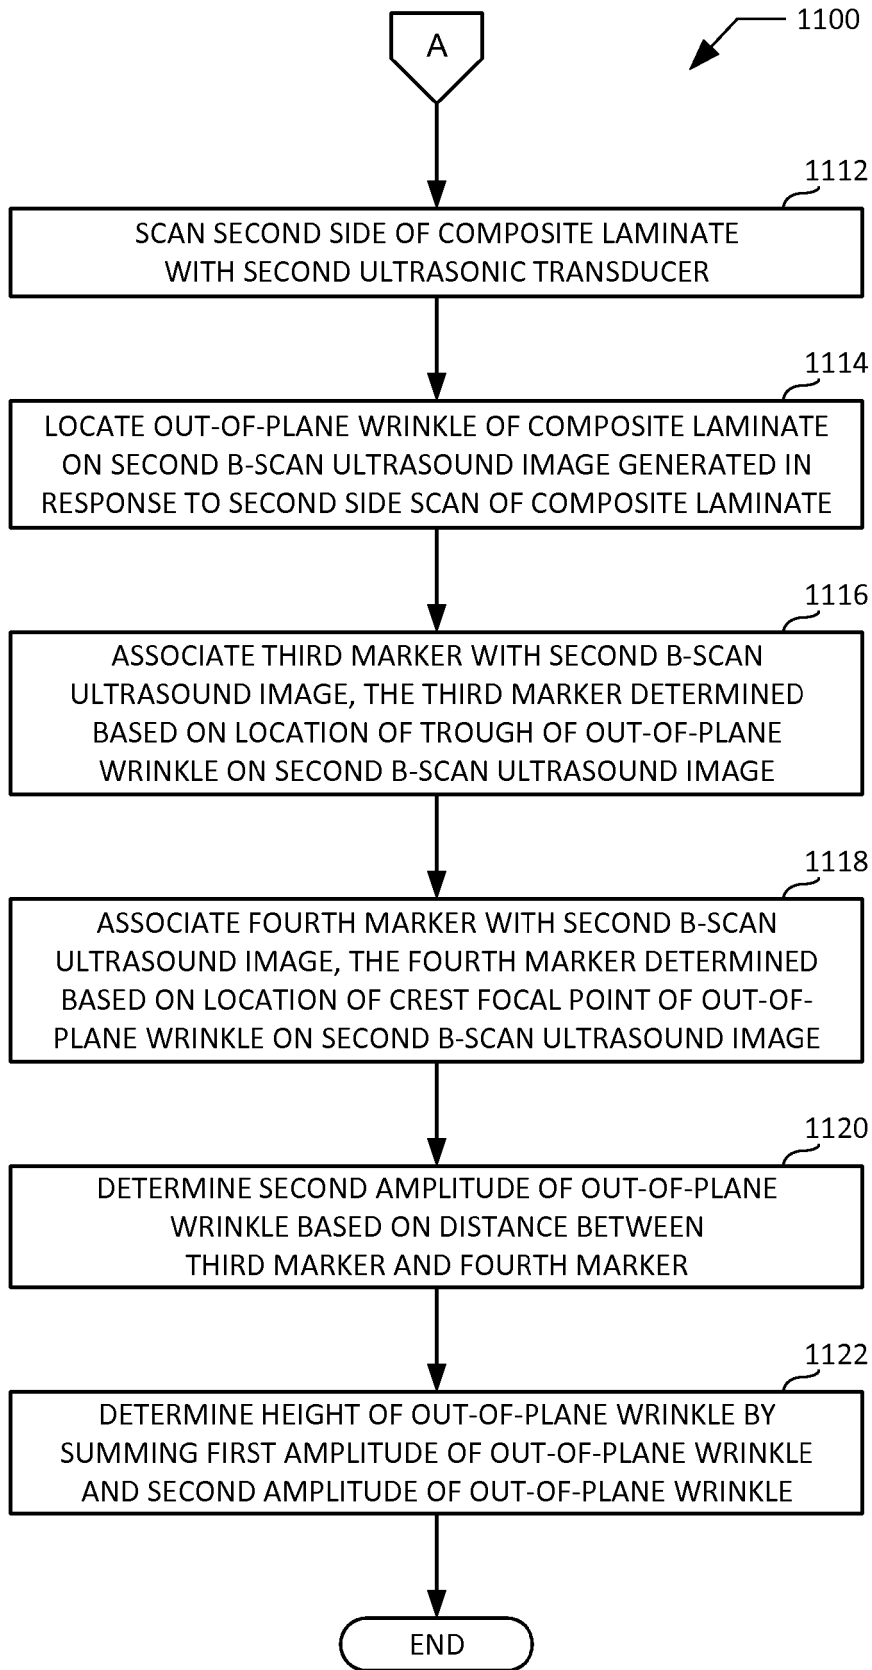 A
1100
1112
SCAN SECOND SIDE OF COMPOSITE LAMINATE
WITH SECOND ULTRASONIC TRANSDUCER
1114
LOCATE OUT-OF-PLANE WRINKLE OF COMPOSITE LAMINATE
ON SECOND B-SCAN ULTRASOUND IMAGE GENERATED IN
RESPONSE TO SECOND SIDE SCAN OF COMPOSITE LAMINATE
1116
ASSOCIATE THIRD MARKER WITH SECOND B-SCAN
ULTRASOUND IMAGE, THE THIRD MARKER DETERMINED
BASED ON LOCATION OF TROUGH OF OUT-OF-PLANE
WRINKLE ON SECOND B-SCAN ULTRASOUND IMAGE
1118
ASSOCIATE FOURTH MARKER WITH SECOND B-SCAN
ULTRASOUND IMAGE, THE FOURTH MARKER DETERMINED
BASED ON LOCATION OF CREST FOCAL POINT OF OUT-OF-
PLANE WRINKLE ON SECOND B-SCAN ULTRASOUND IMAGE
1120
DETERMINE SECOND AMPLITUDE OF OUT-OF-PLANE
WRINKLE BASED ON DISTANCE BETWEEN
THIRD MARKER AND FOURTH MARKER
1122
DETERMINE HEIGHT OF OUT-OF-PLANE WRINKLE BY
SUMMING FIRST AMPLITUDE OF OUT-OF-PLANE WRINKLE
AND SECOND AMPLITUDE OF OUT-OF-PLANE WRINKLE
END